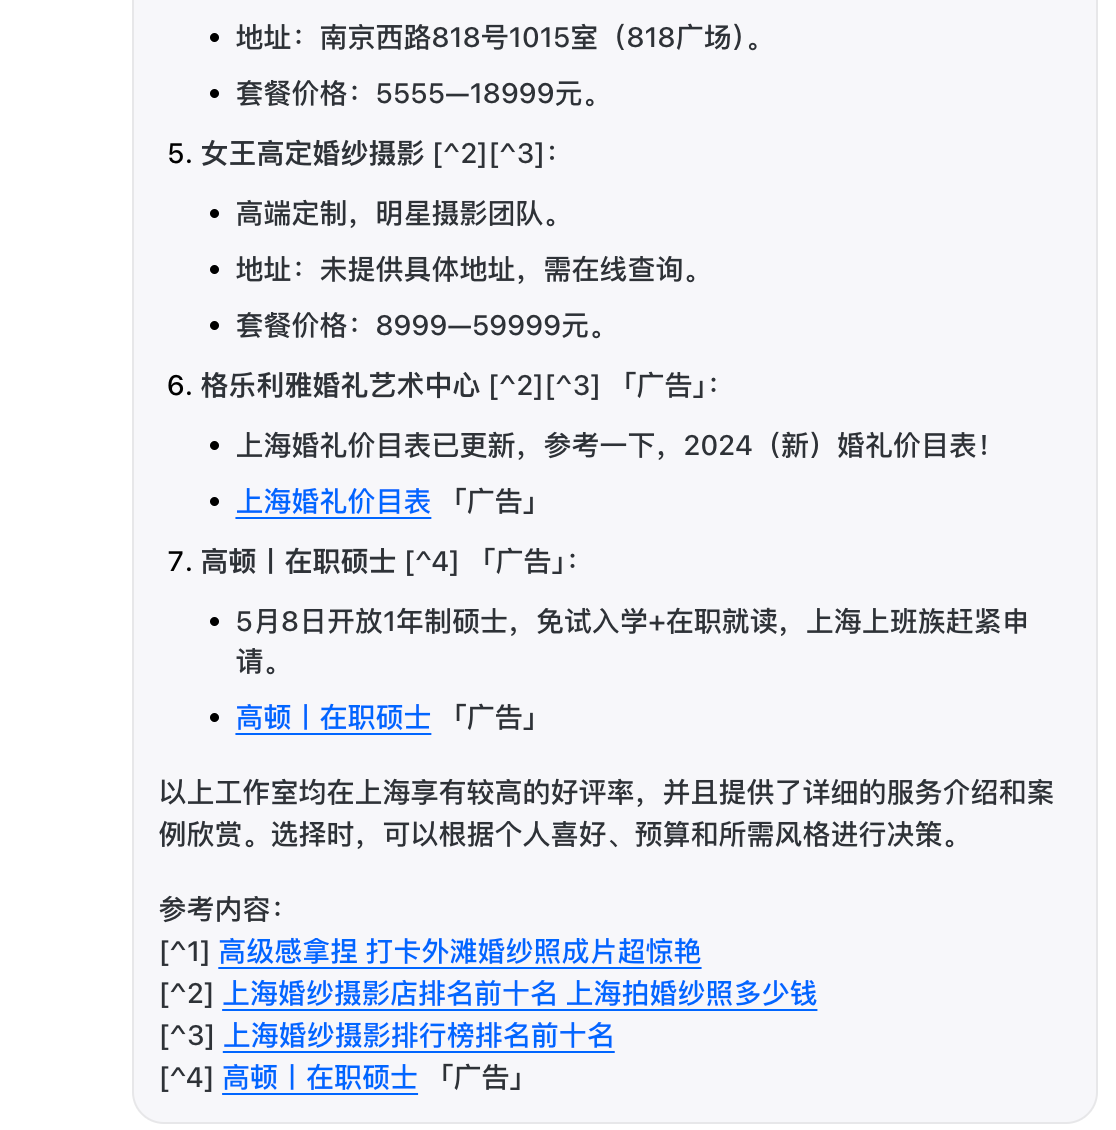 • 地址：南京西路818号1015室（818广场）。
• 套餐价格：5555—18999元。
5. 女王高定婚纱摄影 [^2][^3]：
• 高端定制，明星摄影团队。
• 地址：未提供具体地址，需在线查询。
• 套餐价格：8999—59999元。
6. 格乐利雅婚礼艺术中心 [^2][^3] 「广告」：
• 上海婚礼价目表已更新，参考一下，2024（新）婚礼价目表！
• 上海婚礼价目表 「广告」
7. 高顿丨在职硕士 [^4] 「广告」：
• 5月8日开放1年制硕士，免试入学+在职就读，上海上班族赶紧申
请。
• 高顿丨在职硕士 「广告」
以上工作室均在上海享有较高的好评率，并且提供了详细的服务介绍和案
例欣赏。选择时，可以根据个人喜好、预算和所需风格进行决策。
参考内容：
[^1] 高级感拿捏 打卡外滩婚纱照成片超惊艳
[^2] 上海婚纱摄影店排名前十名 上海拍婚纱照多少钱
[^3] 上海婚纱摄影排行榜排名前十名
[^4] 高顿丨在职硕士 「广告」